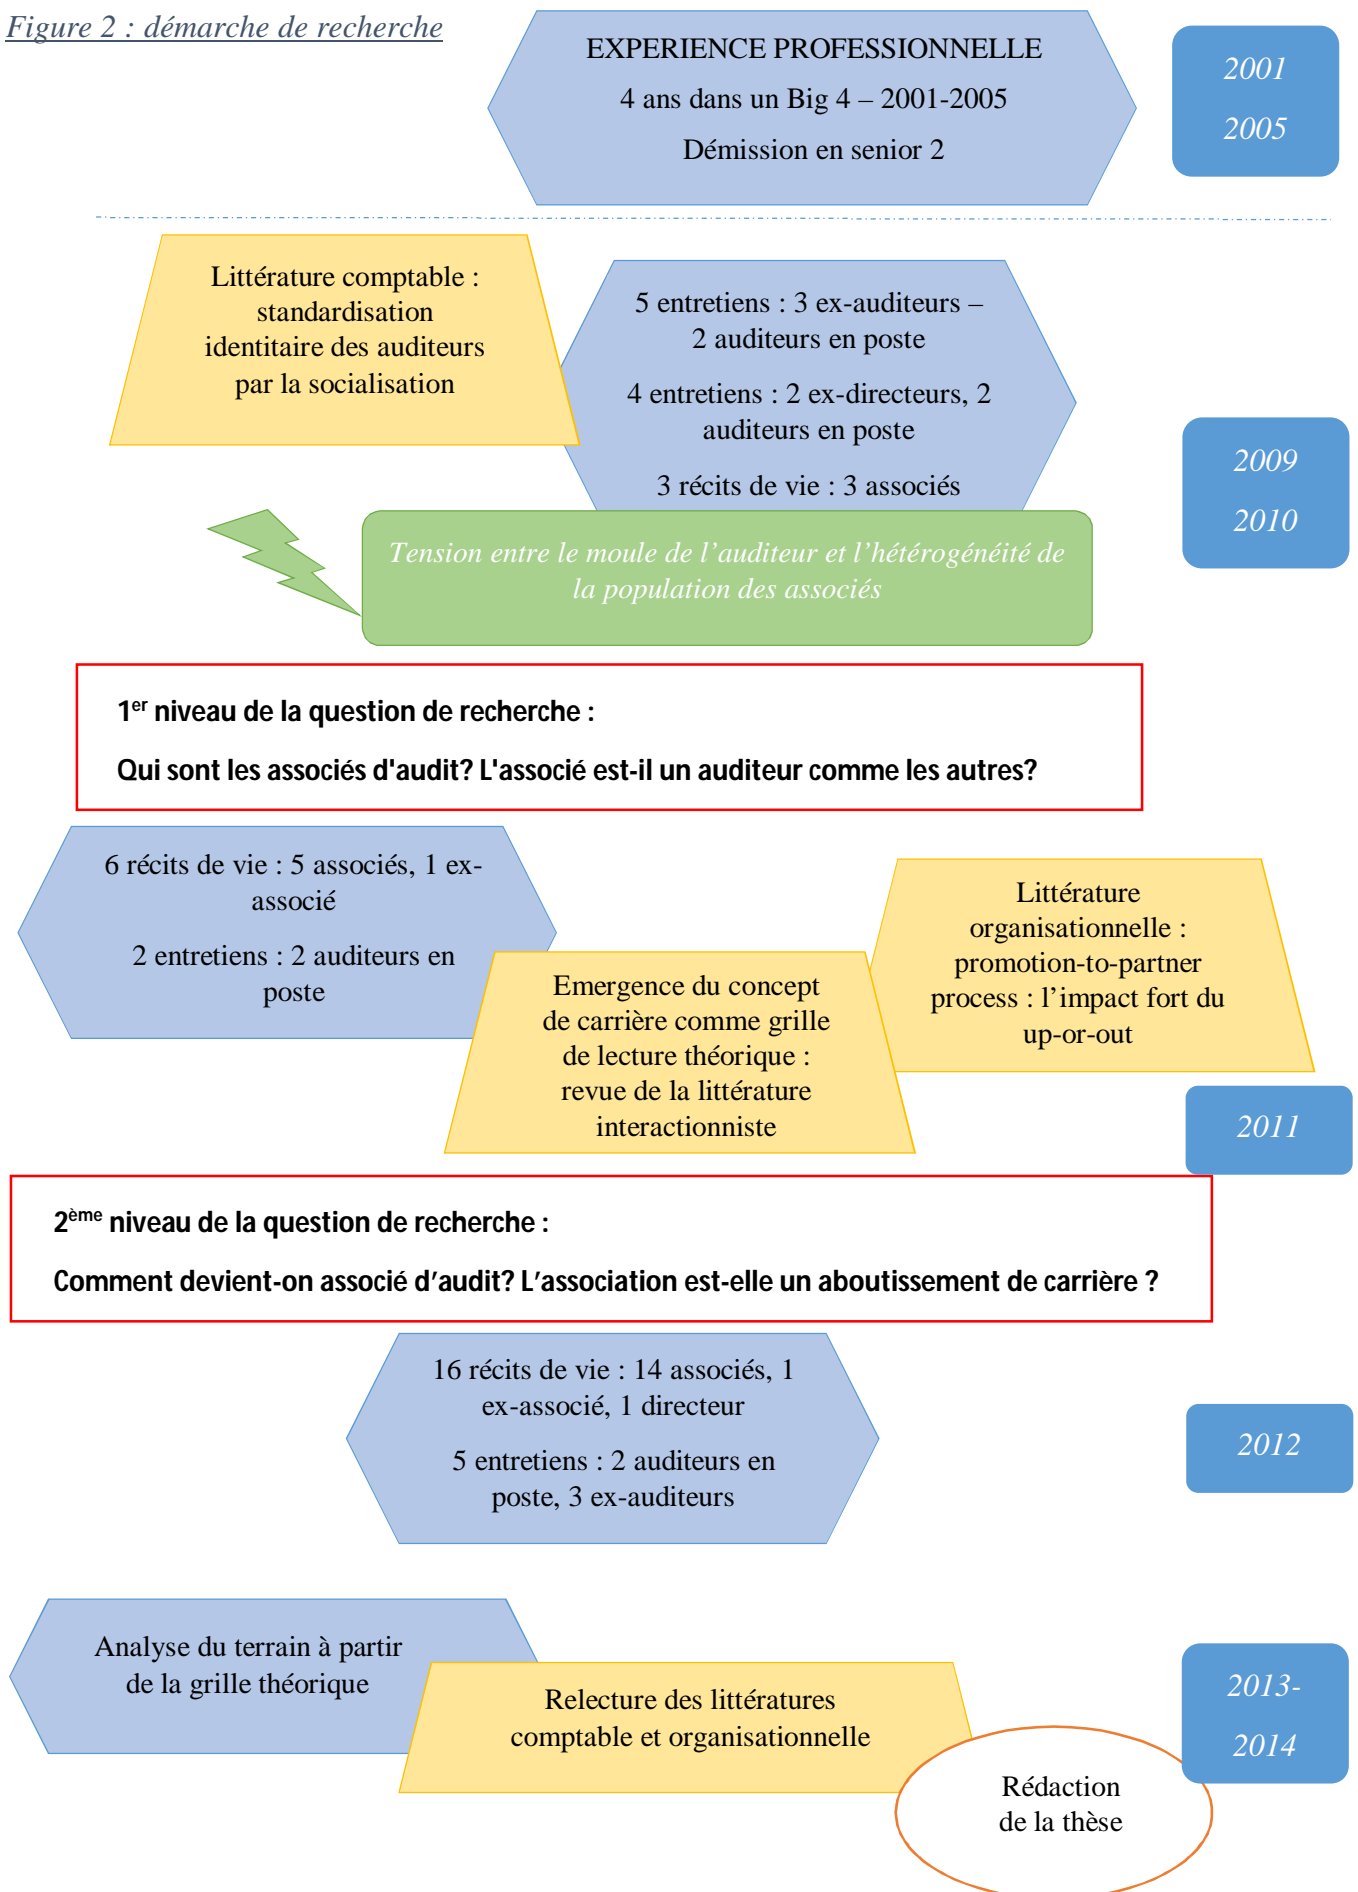 Figure 2 : démarche de recherche
EXPERIENCE PROFESSIONNELLE
4 ans dans un Big 4 – 2001-2005
Démission en senior 2
2001
2005
Littérature comptable :
standardisation
identitaire des auditeurs
par la socialisation
5 entretiens : 3 ex-auditeurs –
2 auditeurs en poste
4 entretiens : 2 ex-directeurs, 2
auditeurs en poste
3 récits de vie : 3 associés
2009
2010
Tension entre le moule de l’auditeur et l’hétérogénéité de
la population des associés
1er niveau de la question de recherche :
Qui sont les associés d'audit? L'associé est-il un auditeur comme les autres?
6 récits de vie : 5 associés, 1 ex-
associé
2 entretiens : 2 auditeurs en
poste
Emergence du concept
de carrière comme grille
de lecture théorique :
revue de la littérature
interactionniste
Littérature
organisationnelle :
promotion-to-partner
process : l’impact fort du
up-or-out
2011
2ème niveau de la question de recherche :
Comment devient-on associé d’audit? L’association est-elle un aboutissement de carrière ?
16 récits de vie : 14 associés, 1
ex-associé, 1 directeur
5 entretiens : 2 auditeurs en
poste, 3 ex-auditeurs
2012
Analyse du terrain à partir
de la grille théorique
Relecture des littératures
comptable et organisationnelle
2013-
2014
Rédaction
de la thèse